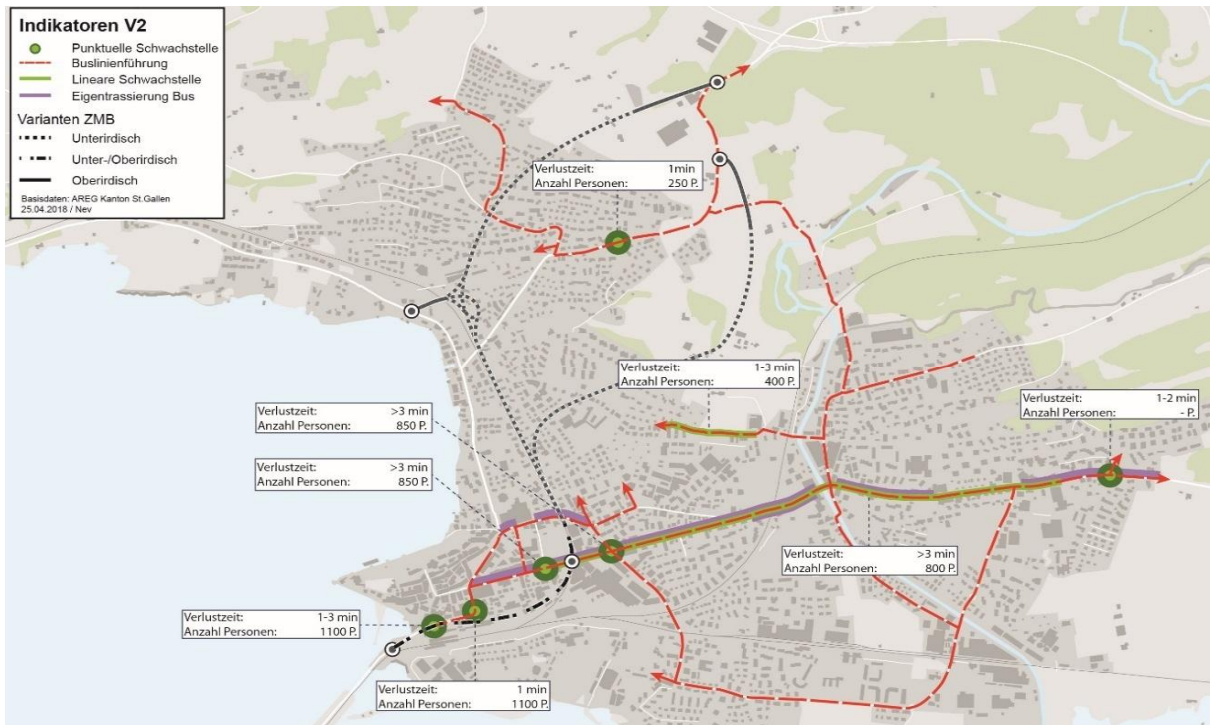 Indikatoren V2
Punktuelle Schwachstelle
Buslinienführung
Lineare Schwachstelle
Eigentrassierung Bus
Varianten ZMB
Unterirdisch
Unter-/Oberirdisch
Oberirdisch
Basisdaten: AREG Kanton St.Gallen
25.04.2018 / Nev
Verlustzeit: 1min
Anzahl Personen: 250 P.
Verlustzeit: 1-3 min
Anzahl Personen: 400 P.
Verlustzeit: 1-2 min
Anzahl Personen: - P.
Verlustzeit: >3 min
Anzahl Personen: 850 P.
Verlustzeit: >3 min
Anzahl Personen: 850 P.
Verlustzeit: >3 min
Anzahl Personen: 800 P.
Verlustzeit: 1-3 min
Anzahl Personen: 1100 P.
Verlustzeit: 1 min
Anzahl Personen: 1100 P.